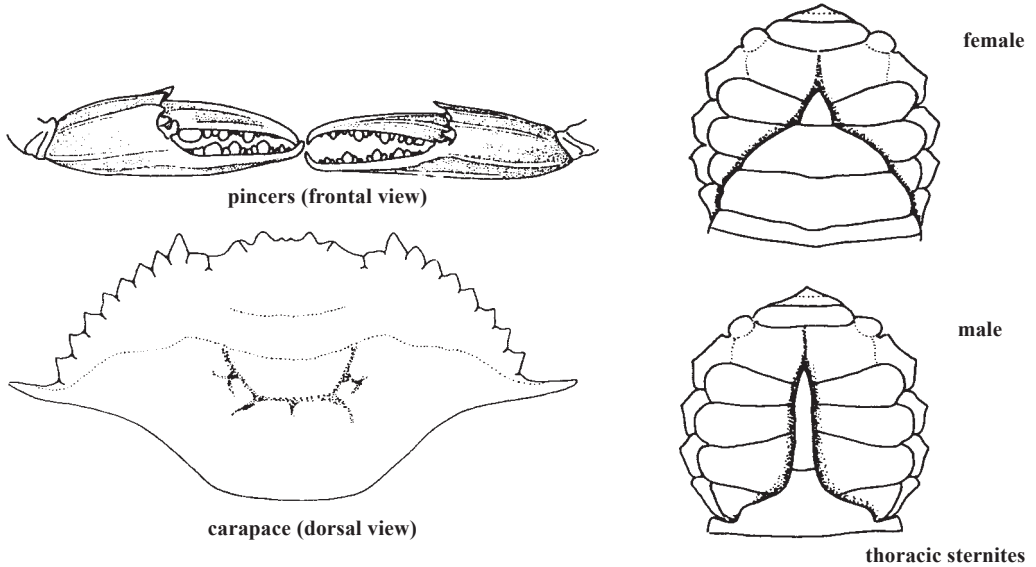 pincers (frontal view)
carapace (dorsal view)
female
male
thoracic sternites